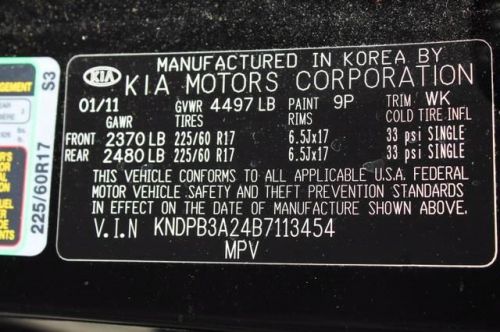 MANUFACTURED IN KOREA BY
KIA KIA MOTORS CORPORATION
01/11 GVWR 4497 LB PAINT 9P TRIM WK
GAWR TIRES RIMS COLD TIRE INFL
FRONT 2370 LB 225/60 R17 6.5Jx17 33 psi SINGLE
REAR 2480 LB 225/60 R17 6.5Jx17 33 psi SINGLE
THIS VEHICLE CONFORMS TO ALL APPLICABLE U.S.A. FEDERAL
MOTOR VEHICLE SAFETY AND THEFT PREVENTION STANDARDS
IN EFFECT ON THE DATE OF MANUFACTURE SHOWN ABOVE.
V.I.N KNDPB3A24B7113454
MPV
225/60R17 S3